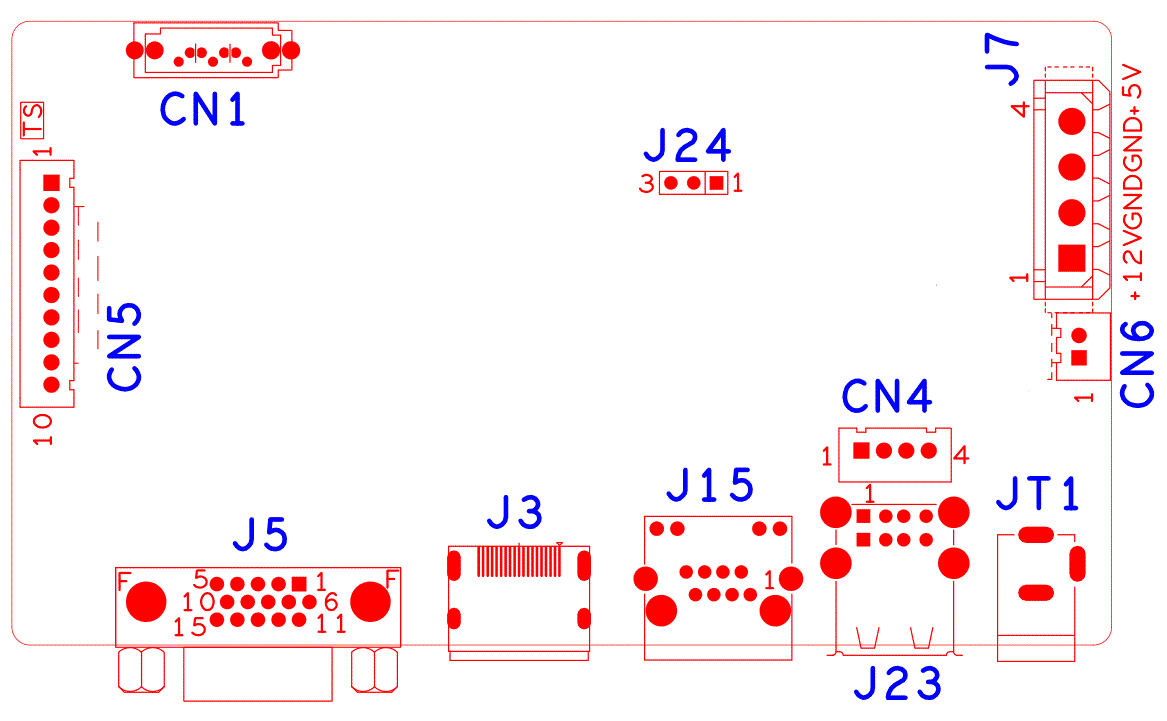 CN1
J7
TS
1
4
+12VGNDGND+5V
J24
3 1
1
CN5
10
CN6
1
CN4
1 4
1
J15
1
JT1
J3
J5
F 5 1 F
10 6
15 11
J23